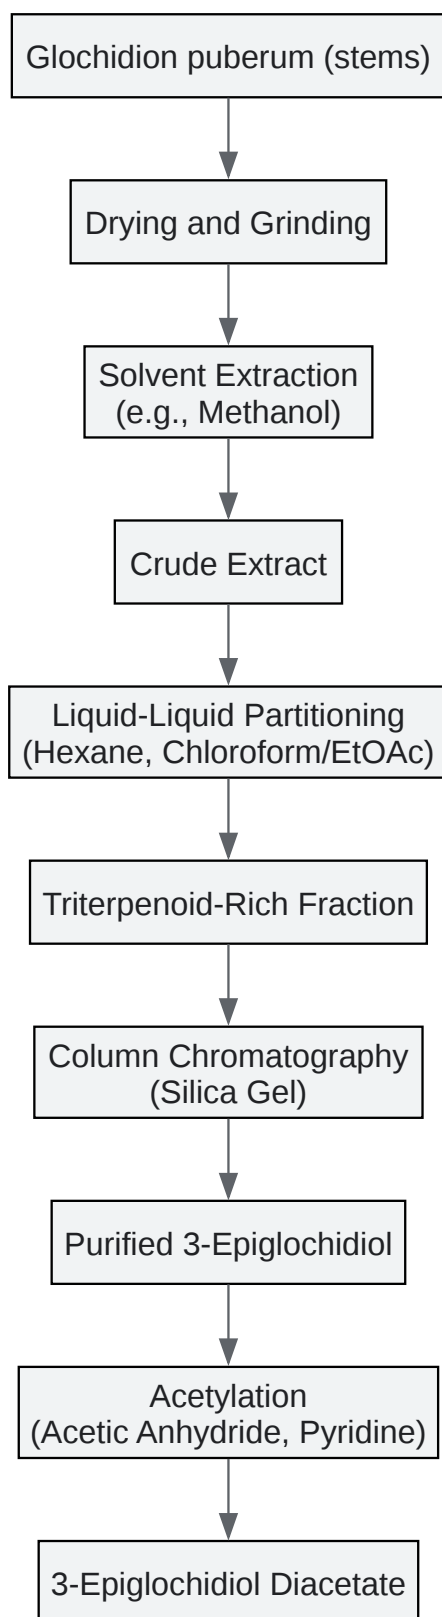 Glochidion puberum (stems)
Drying and Grinding
Solvent Extraction
(e.g., Methanol)
Crude Extract
Liquid-Liquid Partitioning
(Hexane, Chloroform/EtOAc)
Triterpenoid-Rich Fraction
Column Chromatography
(Silica Gel)
Purified 3-Epiglochidiol
Acetylation
(Acetic Anhydride, Pyridine)
3-Epiglochidiol Diacetate